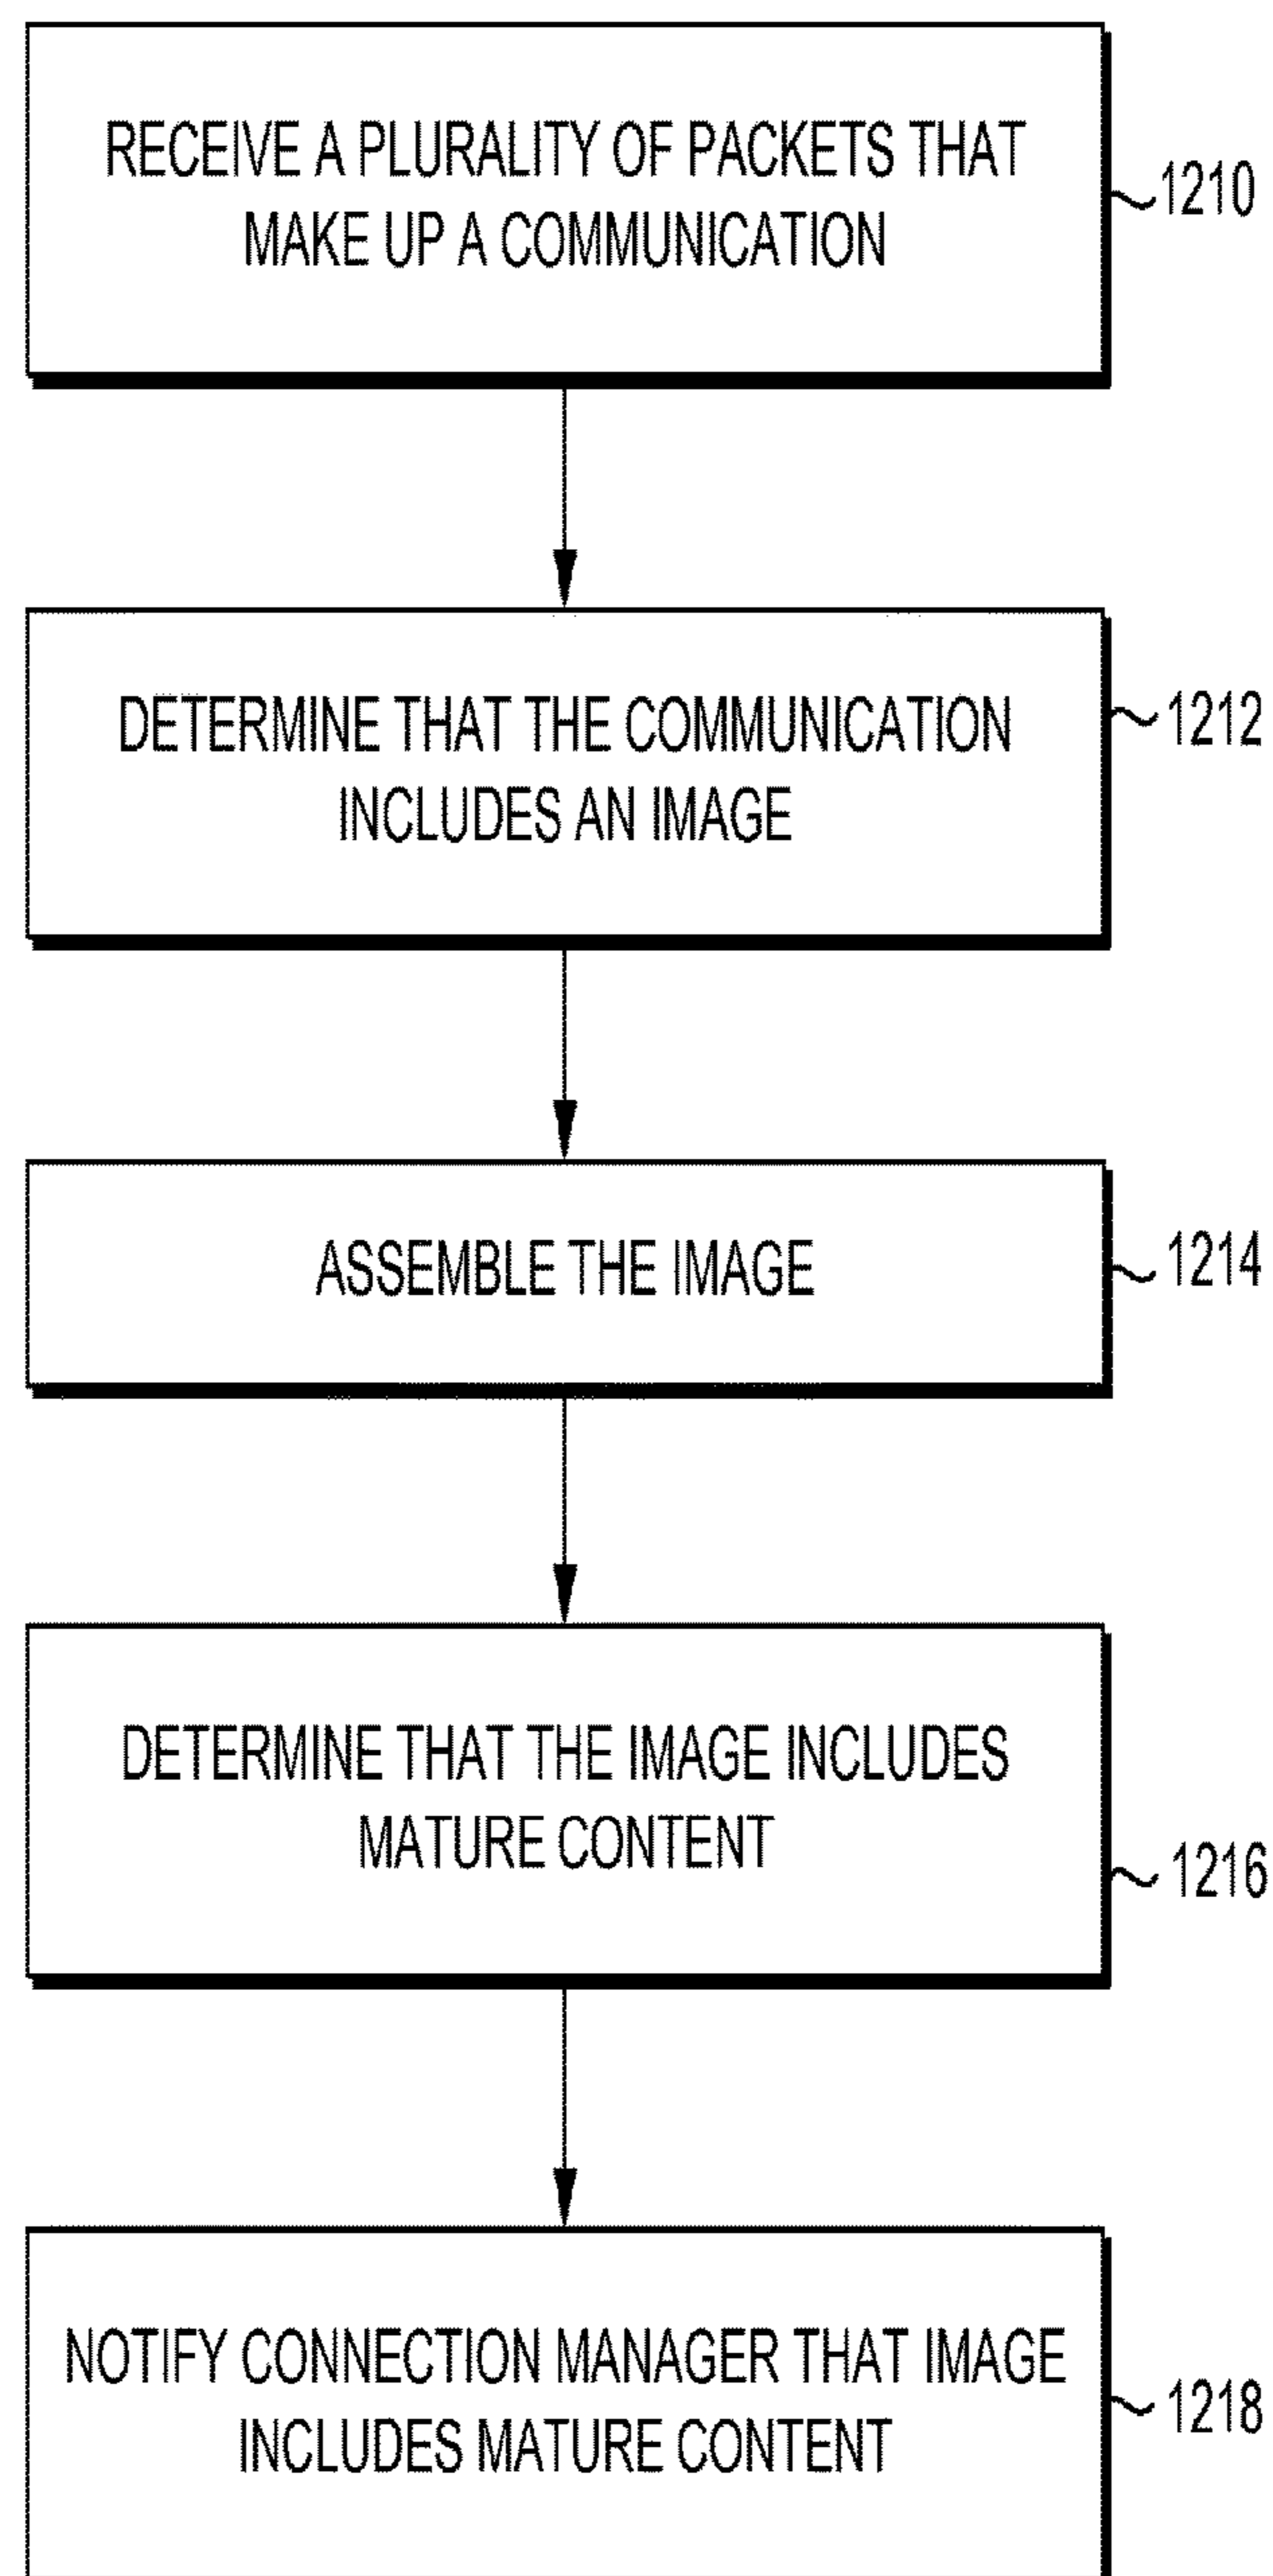 RECEIVE A PLURALITY OF PACKETS THAT
MAKE UP A COMMUNICATION
1210
DETERMINE THAT THE COMMUNICATION
INCLUDES AN IMAGE
1212
ASSEMBLE THE IMAGE
1214
DETERMINE THAT THE IMAGE INCLUDES
MATURE CONTENT
1216
NOTIFY CONNECTION MANAGER THAT IMAGE
INCLUDES MATURE CONTENT
1218